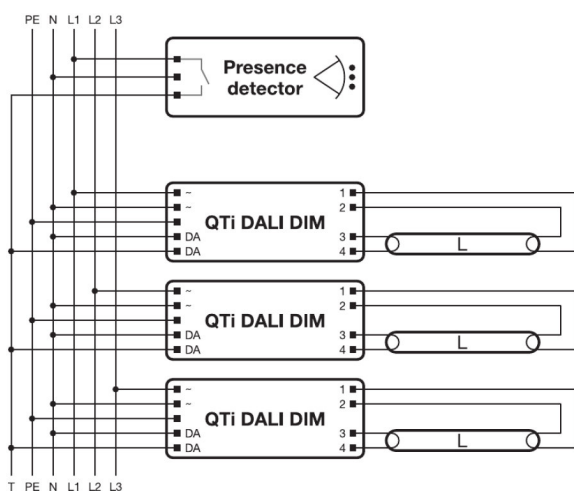 PE N L1 L2 L3
Presence
detector
~ 1
~ 2
QTi DALI DIM
DA 3
DA 4
L
~ 1
~ 2
QTi DALI DIM
DA 3
DA 4
L
~ 1
~ 2
QTi DALI DIM
DA 3
DA 4
L
T PE N L1 L2 L3